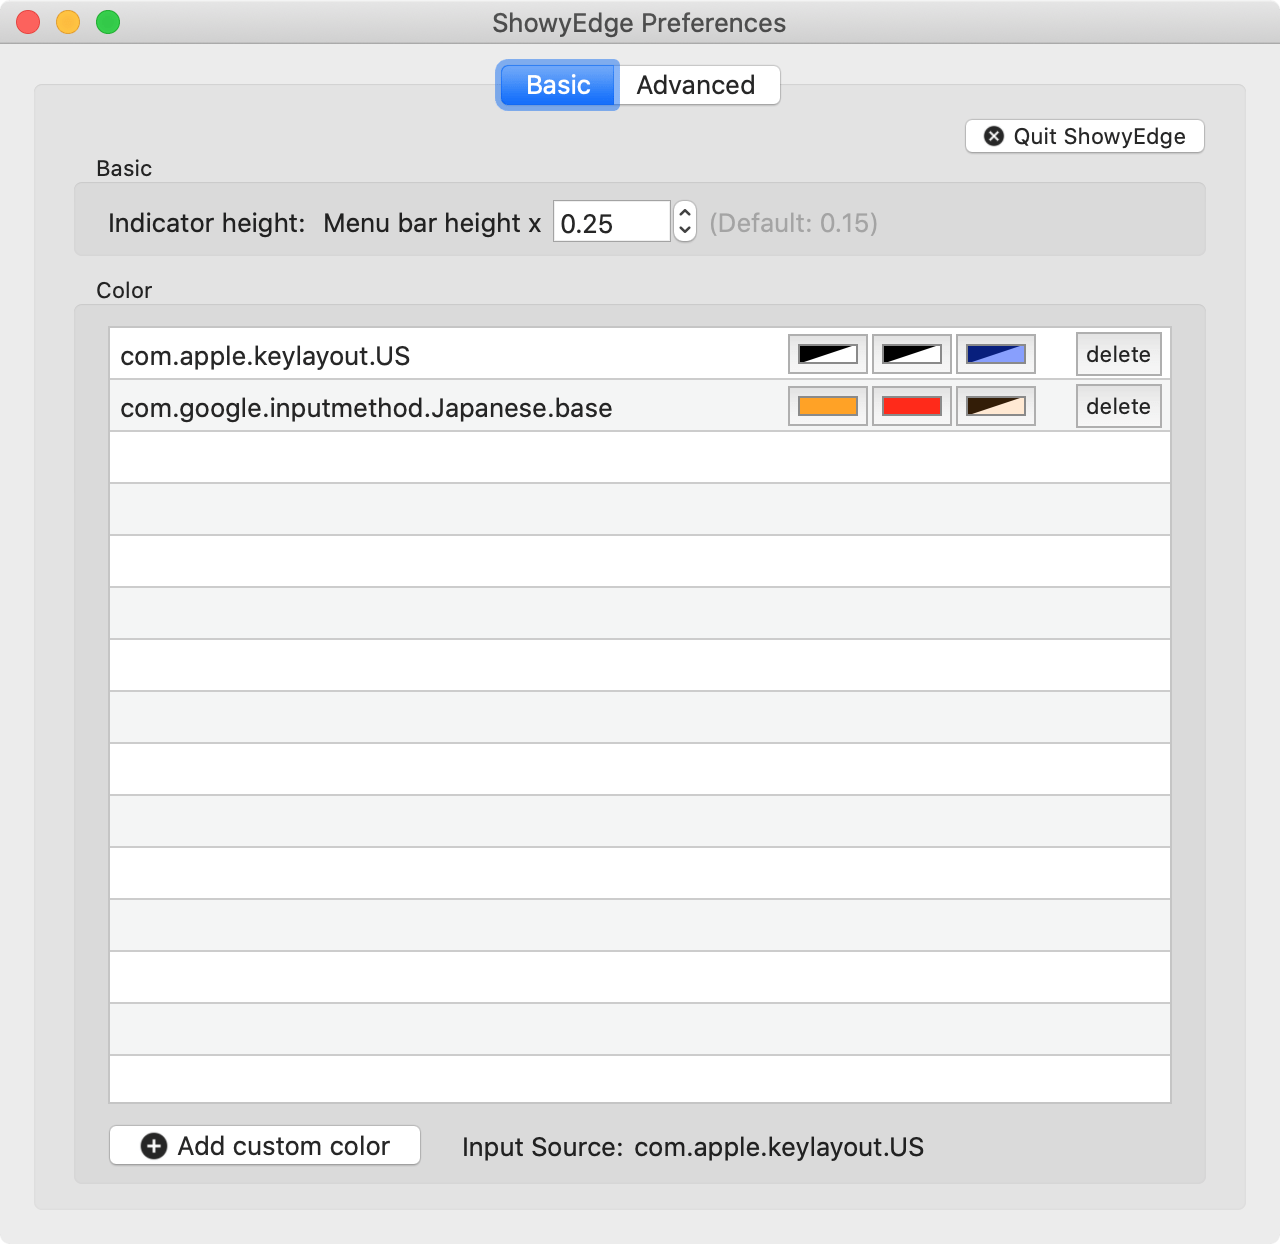 ShowyEdge Preferences
Basic Advanced
Quit ShowyEdge
Basic
Indicator height: Menu bar height x 0.25 (Default: 0.15)
Color
com.apple.keylayout.US delete
com.google.inputmethod.Japanese.base delete
Add custom color Input Source: com.apple.keylayout.US